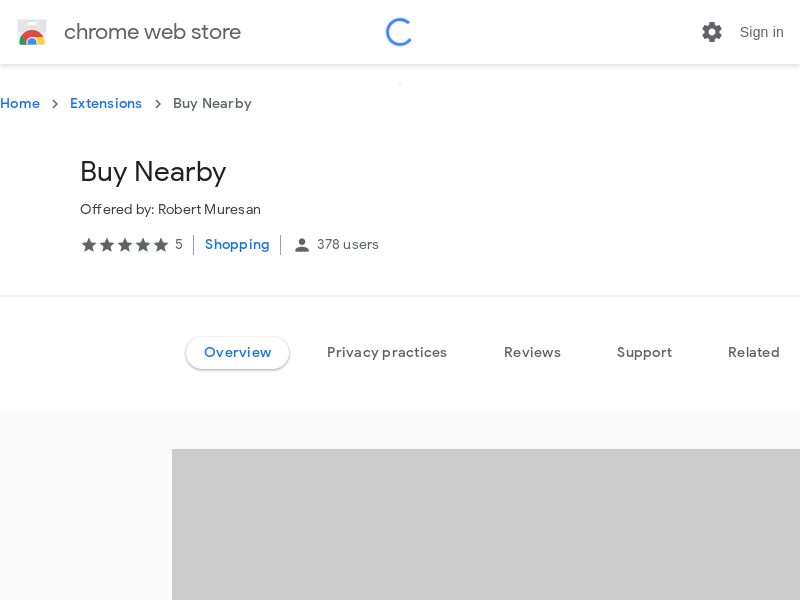 chrome web store
Sign in
Home > Extensions > Buy Nearby
Buy Nearby
Offered by: Robert Muresan
5 Shopping 378 users
Overview Privacy practices Reviews Support Related